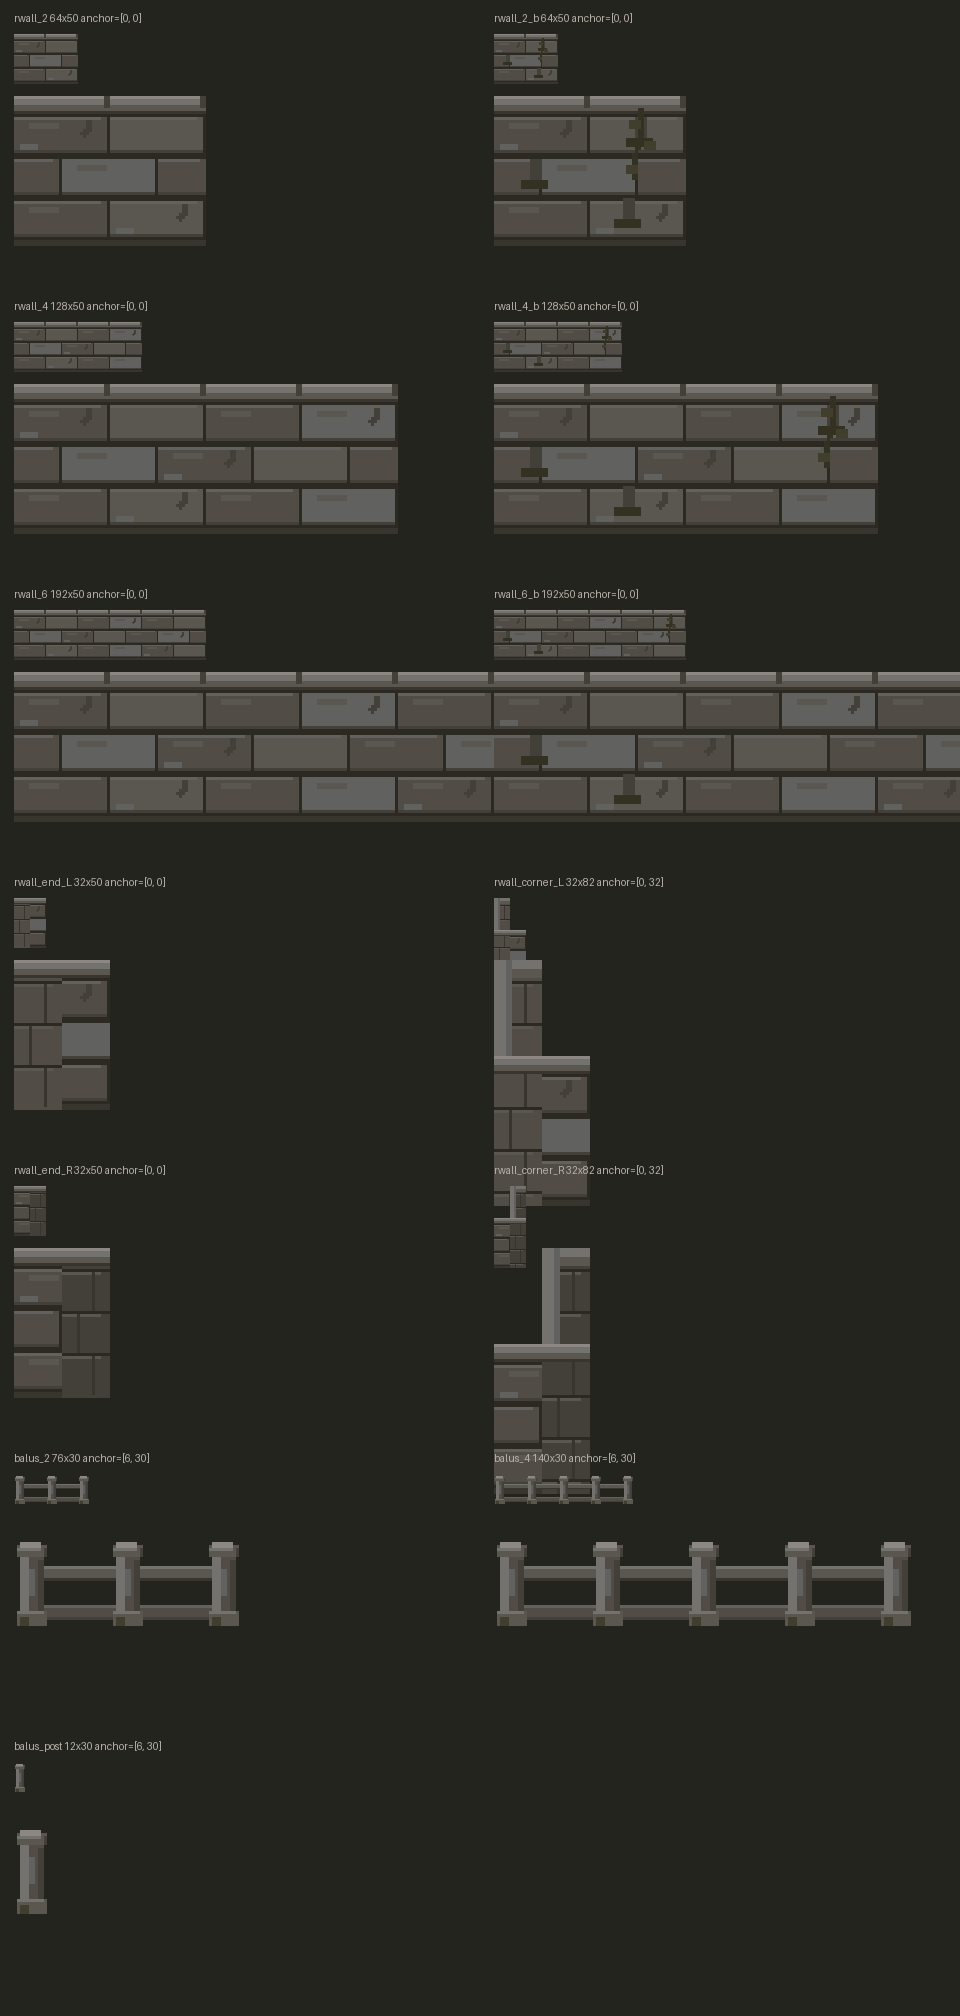 rwall_2 64x50 anchor=[0, 0]
rwall_2_b 64x50 anchor=[0, 0]
rwall_4 128x50 anchor=[0, 0]
rwall_4_b 128x50 anchor=[0, 0]
rwall_6 192x50 anchor=[0, 0]
rwall_6_b 192x50 anchor=[0, 0]
rwall_end_L 32x50 anchor=[0, 0]
rwall_corner_L 32x82 anchor=[0, 32]
rwall_end_R 32x50 anchor=[0, 0]
rwall_corner_R 32x82 anchor=[0, 32]
balus_2 76x30 anchor=[6, 30]
balus_4 140x30 anchor=[6, 30]
balus_post 12x30 anchor=[6, 30]